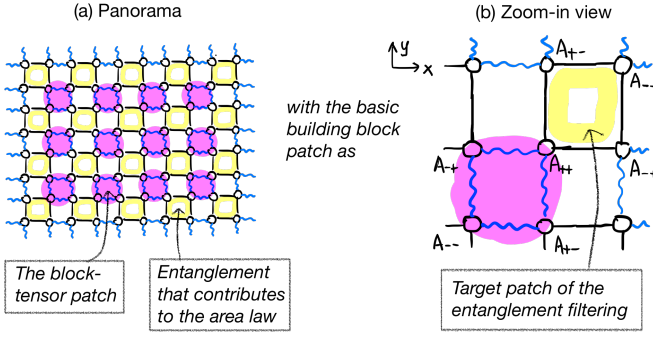 (a) Panorama
(b) Zoom-in view
y
x
A+-
A--
with the basic
building block
patch as
A-+
A++
A-+
A--
A+-
The block-
tensor patch
Entanglement
that contributes
to the area law
Target patch of the
entanglement filtering